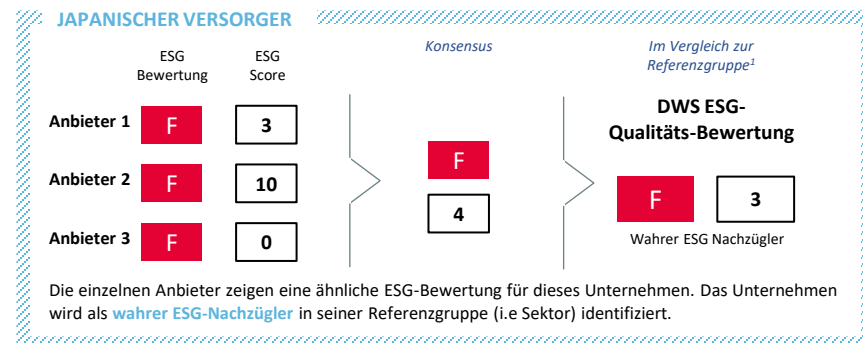 JAPANISCHER VERSORGER
ESG Bewertung
ESG Score
Konsensus
Im Vergleich zur
Referenzgruppe¹
Anbieter 1 F 3
Anbieter 2 F 10
Anbieter 3 F 0
F
4
DWS ESG-
Qualitäts-Bewertung
F 3
Wahrer ESG Nachzügler
Die einzelnen Anbieter zeigen eine ähnliche ESG-Bewertung für dieses Unternehmen. Das Unternehmen
wird als wahrer ESG-Nachzügler in seiner Referenzgruppe (i.e Sektor) identifiziert.